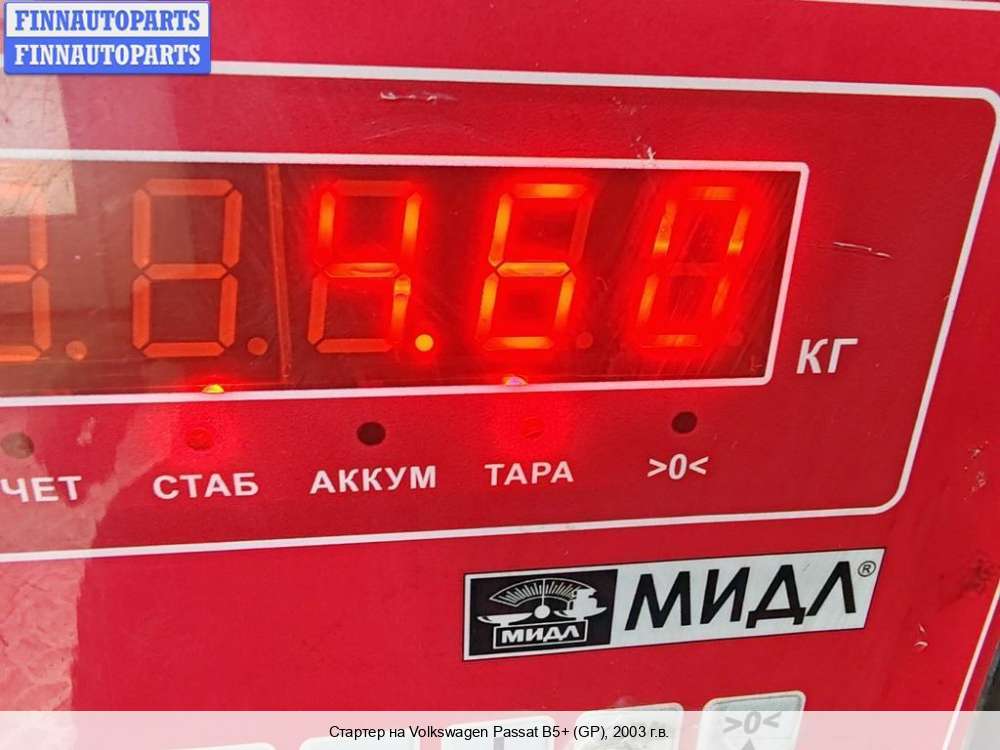 FINNAUTOPARTS
FINNAUTOPARTS
4.60
КГ
ЧЕТ
СТАБ
АККУМ
ТАРА
>0<
МИДЛ
МИДЛ®
>0<
Стартер на Volkswagen Passat B5+ (GP), 2003 г.в.